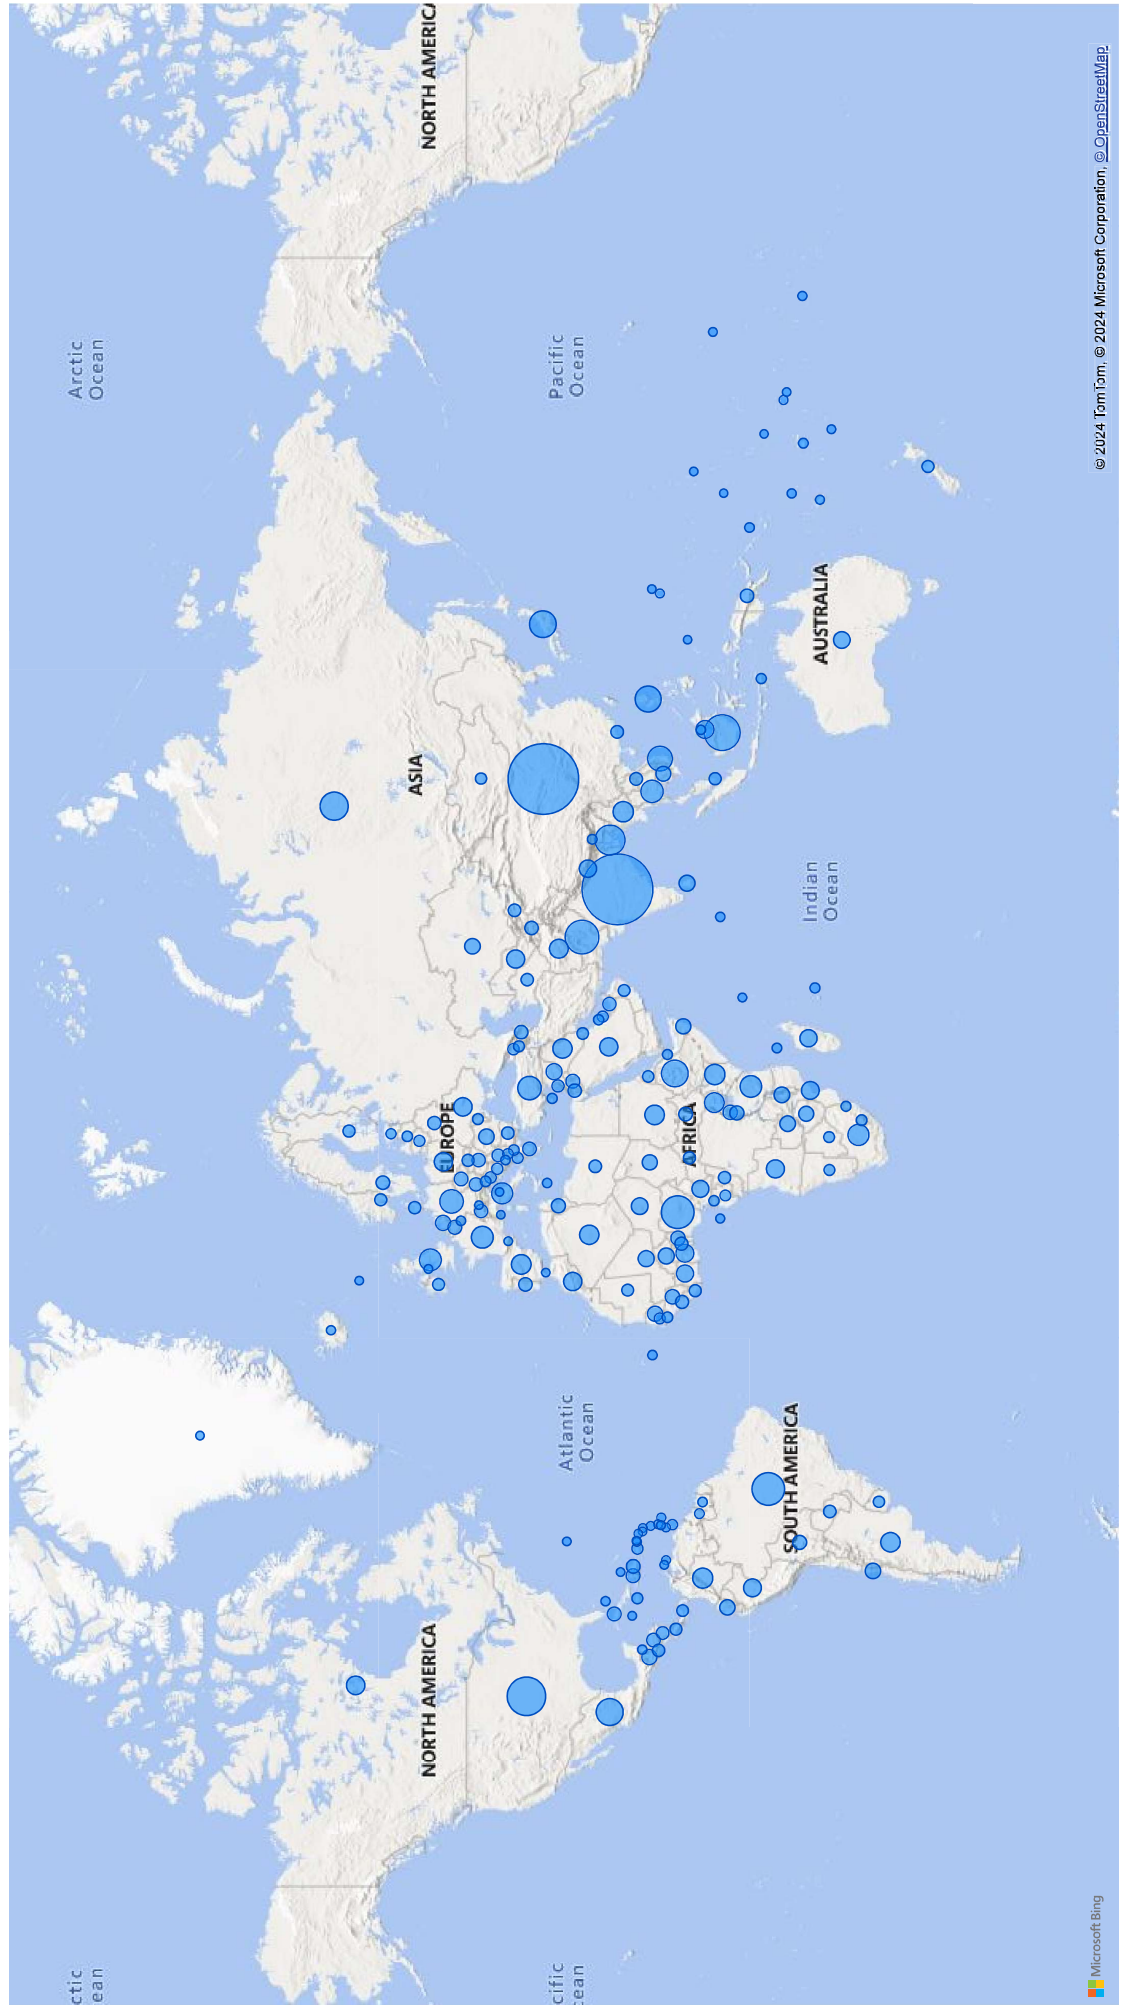 ctic
ean
Arctic
Ocean
NORTH AMERICA
EUROPE
ASIA
NORTH AMERICA
cific
cean
Atlantic
Ocean
Pacific
Ocean
AFRICA
SOUTH AMERICA
Indian
Ocean
AUSTRALIA
Microsoft Bing
© 2024 TomTom, © 2024 Microsoft Corporation, © OpenStreetMap